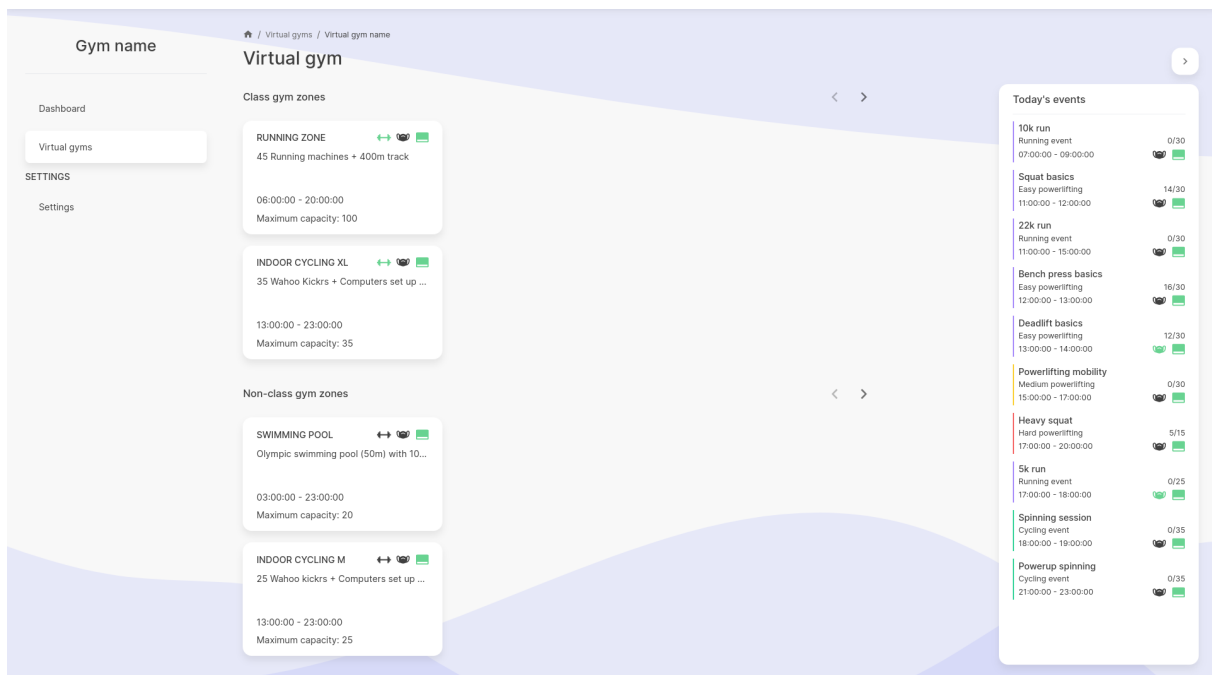 Gym name
Dashboard
Virtual gyms
SETTINGS
Settings
/ Virtual gyms / Virtual gym name
Virtual gym
Class gym zones
RUNNING ZONE
45 Running machines + 400m track
06:00:00 - 20:00:00
Maximum capacity: 100
INDOOR CYCLING XL
35 Wahoo Kickrs + Computers set up ...
13:00:00 - 23:00:00
Maximum capacity: 35
Non-class gym zones
SWIMMING POOL
Olympic swimming pool (50m) with 10...
03:00:00 - 23:00:00
Maximum capacity: 20
INDOOR CYCLING M
25 Wahoo kickrs + Computers set up ...
13:00:00 - 23:00:00
Maximum capacity: 25
Today's events
10k run
Running event 0/30
07:00:00 - 09:00:00
Squat basics
Easy powerlifting 14/30
11:00:00 - 12:00:00
22k run
Running event 0/30
11:00:00 - 15:00:00
Bench press basics
Easy powerlifting 16/30
12:00:00 - 13:00:00
Deadlift basics
Easy powerlifting 12/30
13:00:00 - 14:00:00
Powerlifting mobility
Medium powerlifting 0/30
15:00:00 - 17:00:00
Heavy squat
Hard powerlifting 5/15
17:00:00 - 20:00:00
5k run
Running event 0/25
17:00:00 - 18:00:00
Spinning session
Cycling event 0/35
18:00:00 - 19:00:00
Powerup spinning
Cycling event 0/35
21:00:00 - 23:00:00